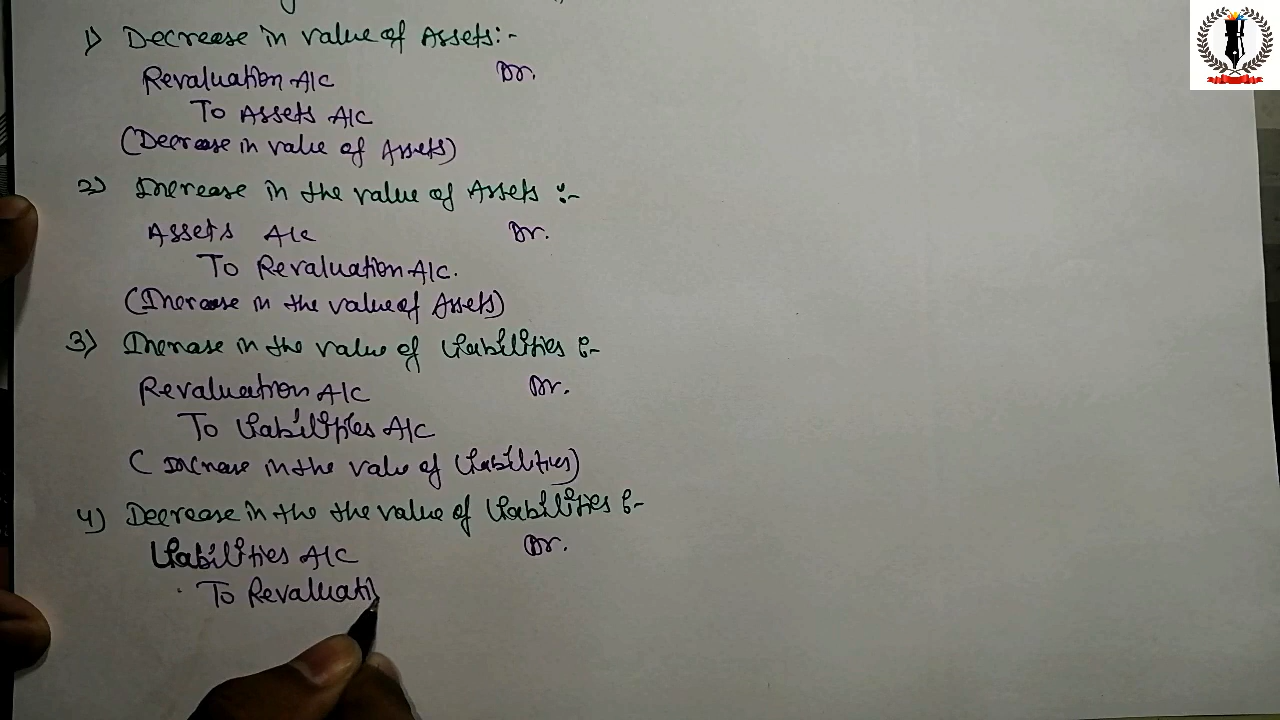 1) Decrease in value of Assets:-
Revaluation A/c Dr.
To Assets A/c
(Decrease in value of Assets)
2) Increase in the value of Assets :-
Assets A/c Dr.
To Revaluation A/c.
(Increase in the value of Assets)
3) Increase in the value of Liabilities :-
Revaluation A/c Dr.
To Liabilities A/c
( Increase in the value of Liabilities)
4) Decrease in the the value of Liabilities :-
Liabilities A/c Dr.
To Revaluati